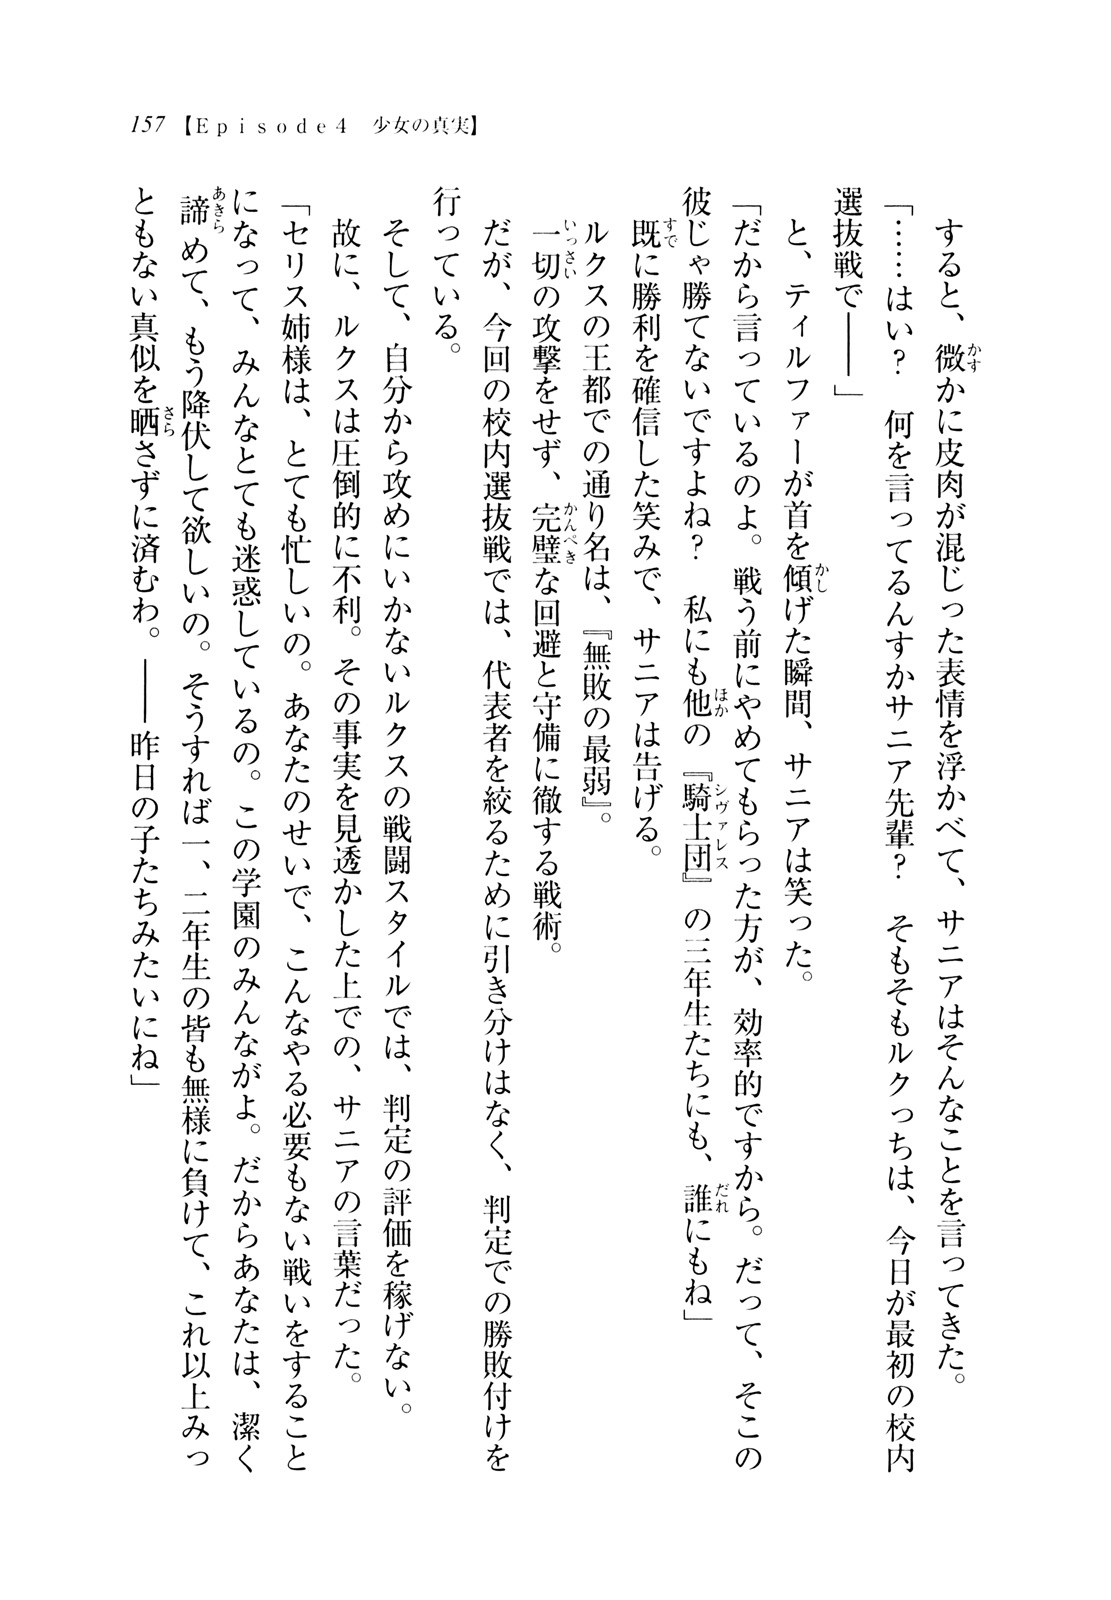 157 【Ｅｐｉｓｏｄｅ４　少女の真実】
　すると、微かに皮肉が混じった表情を浮かべて、サニアはそんなことを言ってきた。
「……はい？　何を言ってるんすかサニア先輩？　そもそもルクっちは、今日が最初の校内
選抜戦で――」
　と、ティルファーが首を傾げた瞬間、サニアは笑った。
「だから言っているのよ。戦う前にやめてもらった方が、効率的ですから。だって、そこの
彼じゃ勝てないですよね？　私にも他の『騎士団』の三年生たちにも、誰にもね」
　既に勝利を確信した笑みで、サニアは告げる。
　ルクスの王都での通り名は、『無敗の最弱』。
　一切の攻撃をせず、完璧な回避と守備に徹する戦術。
　だが、今回の校内選抜戦では、代表者を絞るために引き分けはなく、判定での勝敗付けを
行っている。
　そして、自分から攻めにいかないルクスの戦闘スタイルでは、判定の評価を稼げない。
　故に、ルクスは圧倒的に不利。その事実を見透かした上での、サニアの言葉だった。
「セリス姉様は、とても忙しいの。あなたのせいで、こんなやる必要もない戦いをすること
になって、みんなとても迷惑しているの。この学園のみんながよ。だからあなたは、潔く
諦めて、もう降伏して欲しいの。そうすれば一、二年生の皆も無様に負けて、これ以上みっ
ともない真似を晒さずに済むわ。――昨日の子たちみたいにね」